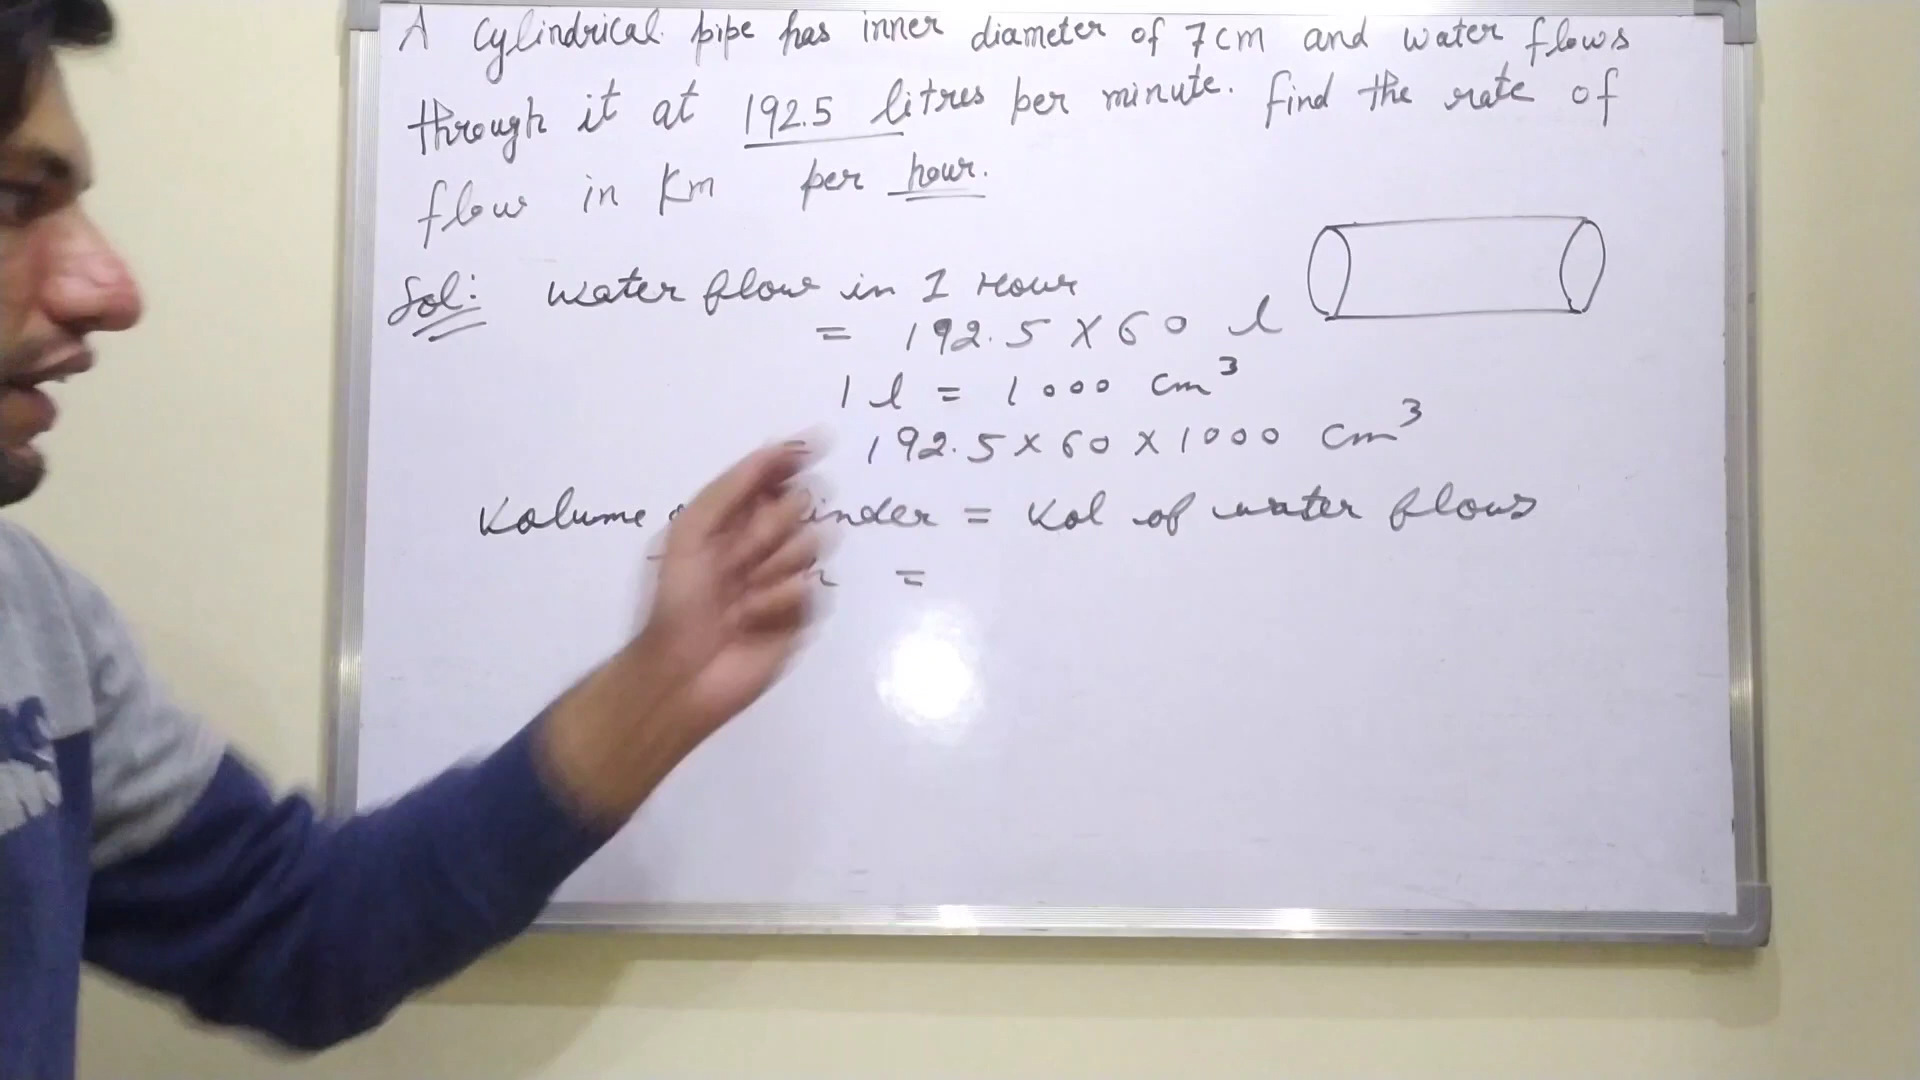 A cylindrical pipe has inner diameter of 7cm and water flows
through it at 192.5 litres per minute. find the rate of
flow in Km per hour.
Sol: water flow in 1 Hour
= 192.5 X 60 l
1 l = 1000 cm³
= 192.5 x 60 x 1000 cm³
Volume = Vol of water flows
=